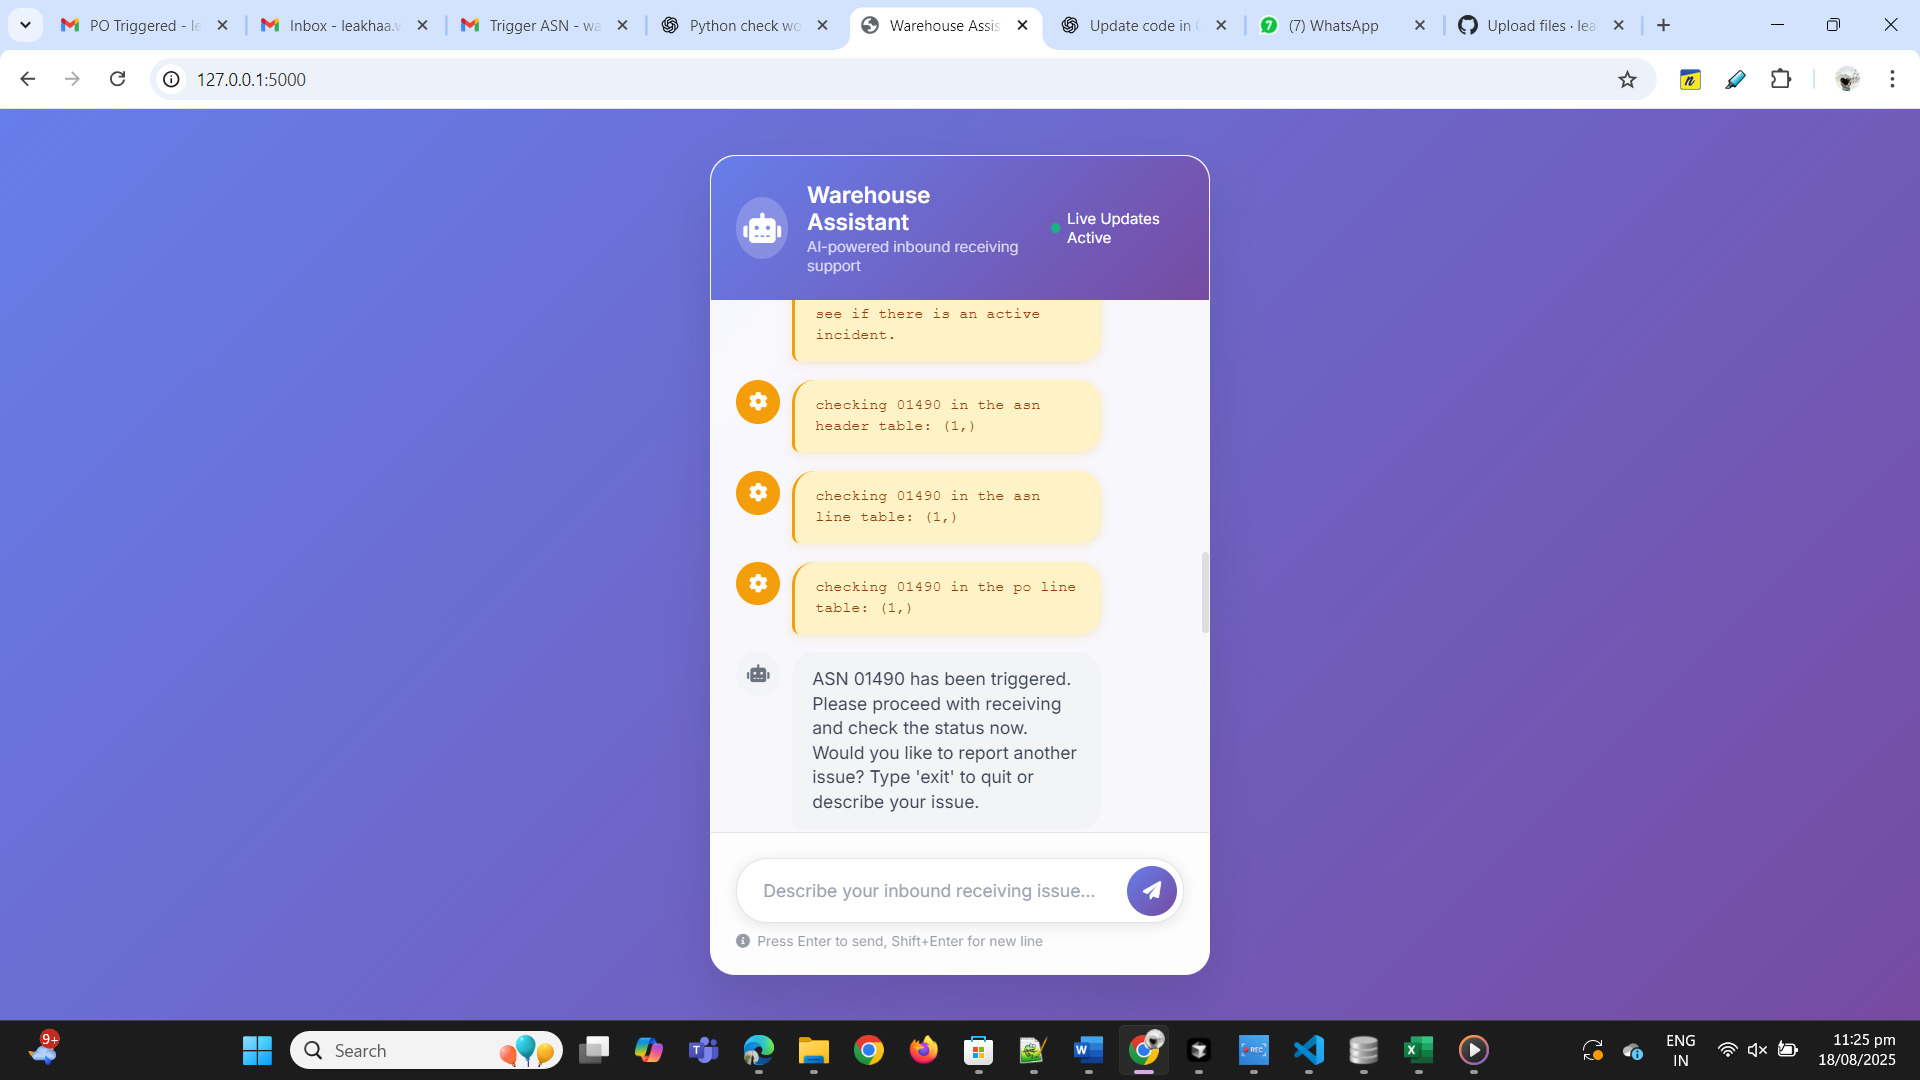 PO Triggered - le
Inbox - leakhaa.w
Trigger ASN - wa
Python check wo
Warehouse Assis
Update code in
(7) WhatsApp
Upload files · lea
127.0.0.1:5000
Warehouse
Assistant
AI-powered inbound receiving
support
Live Updates
Active
see if there is an active
incident.
checking 01490 in the asn
header table: (1,)
checking 01490 in the asn
line table: (1,)
checking 01490 in the po line
table: (1,)
ASN 01490 has been triggered.
Please proceed with receiving
and check the status now.
Would you like to report another
issue? Type 'exit' to quit or
describe your issue.
Describe your inbound receiving issue...
Press Enter to send, Shift+Enter for new line
9+
Search
REC
ENG
IN
11:25 pm
18/08/2025